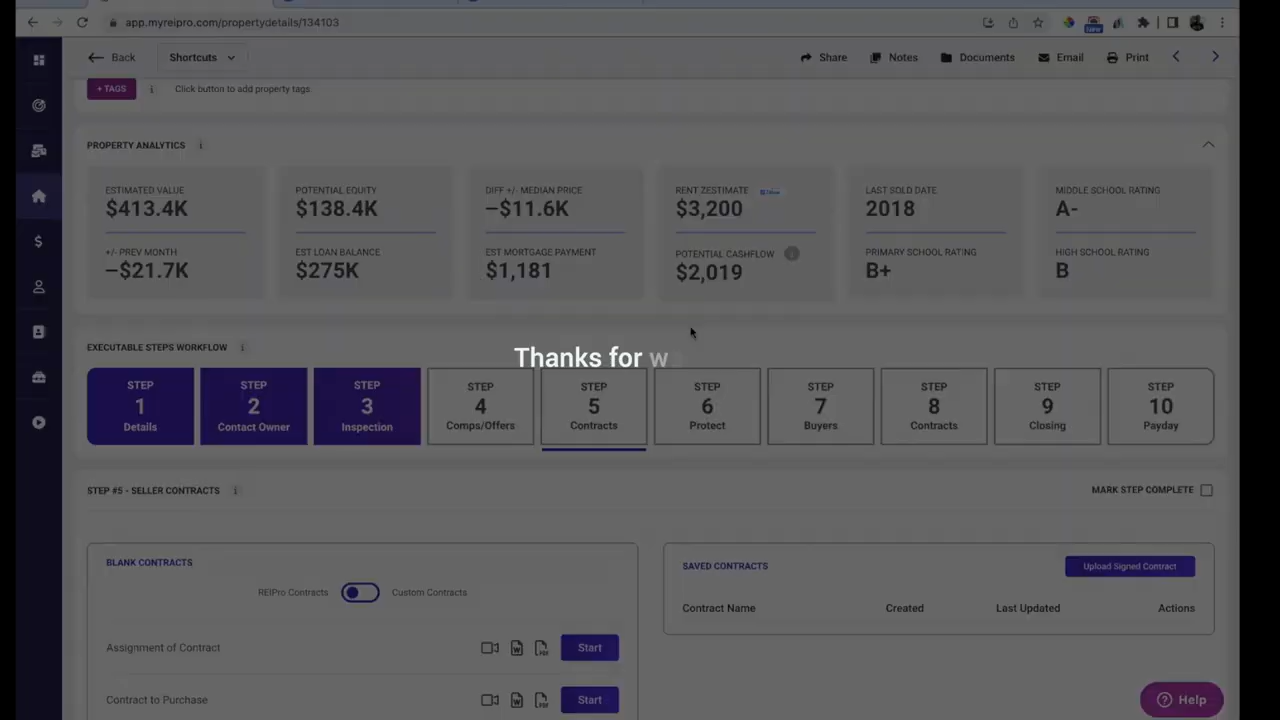 app.myreipro.com/propertydetails/134103
Back
Shortcuts
Share
Notes
Documents
Email
Print
+ TAGS
Click button to add property tags
PROPERTY ANALYTICS
ESTIMATED VALUE
$413.4K
+/- PREV MONTH
–$21.7K
POTENTIAL EQUITY
$138.4K
EST LOAN BALANCE
$275K
DIFF +/- MEDIAN PRICE
–$11.6K
EST MORTGAGE PAYMENT
$1,181
RENT ZESTIMATE
$3,200
POTENTIAL CASHFLOW
$2,019
LAST SOLD DATE
2018
PRIMARY SCHOOL RATING
B+
MIDDLE SCHOOL RATING
A-
HIGH SCHOOL RATING
B
EXECUTABLE STEPS WORKFLOW
Thanks for w
STEP
1
Details
STEP
2
Contact Owner
STEP
3
Inspection
STEP
4
Comps/Offers
STEP
5
Contracts
STEP
6
Protect
STEP
7
Buyers
STEP
8
Contracts
STEP
9
Closing
STEP
10
Payday
STEP #5 - SELLER CONTRACTS
MARK STEP COMPLETE
BLANK CONTRACTS
REIPro Contracts
Custom Contracts
Assignment of Contract
Start
Contract to Purchase
Start
SAVED CONTRACTS
Upload Signed Contract
Contract Name
Created
Last Updated
Actions
Help